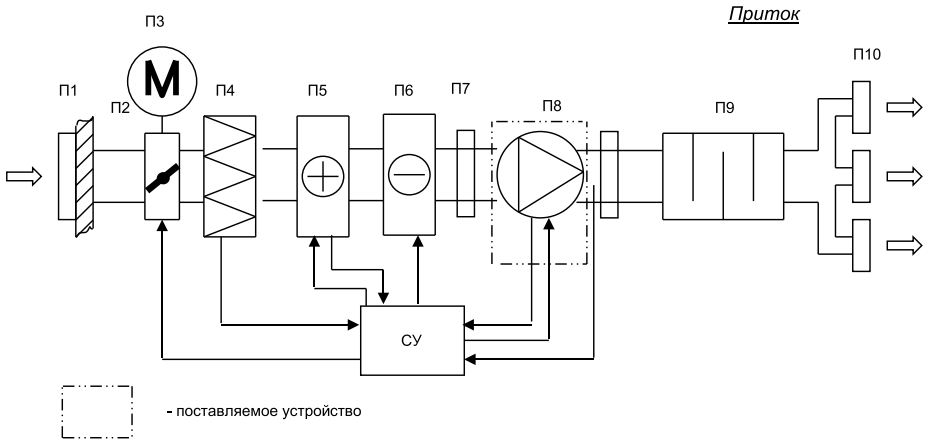 Приток
П3
П10
П1
П2
П4
П5
П6
П7
П8
П9
М
СУ
- поставляемое устройство